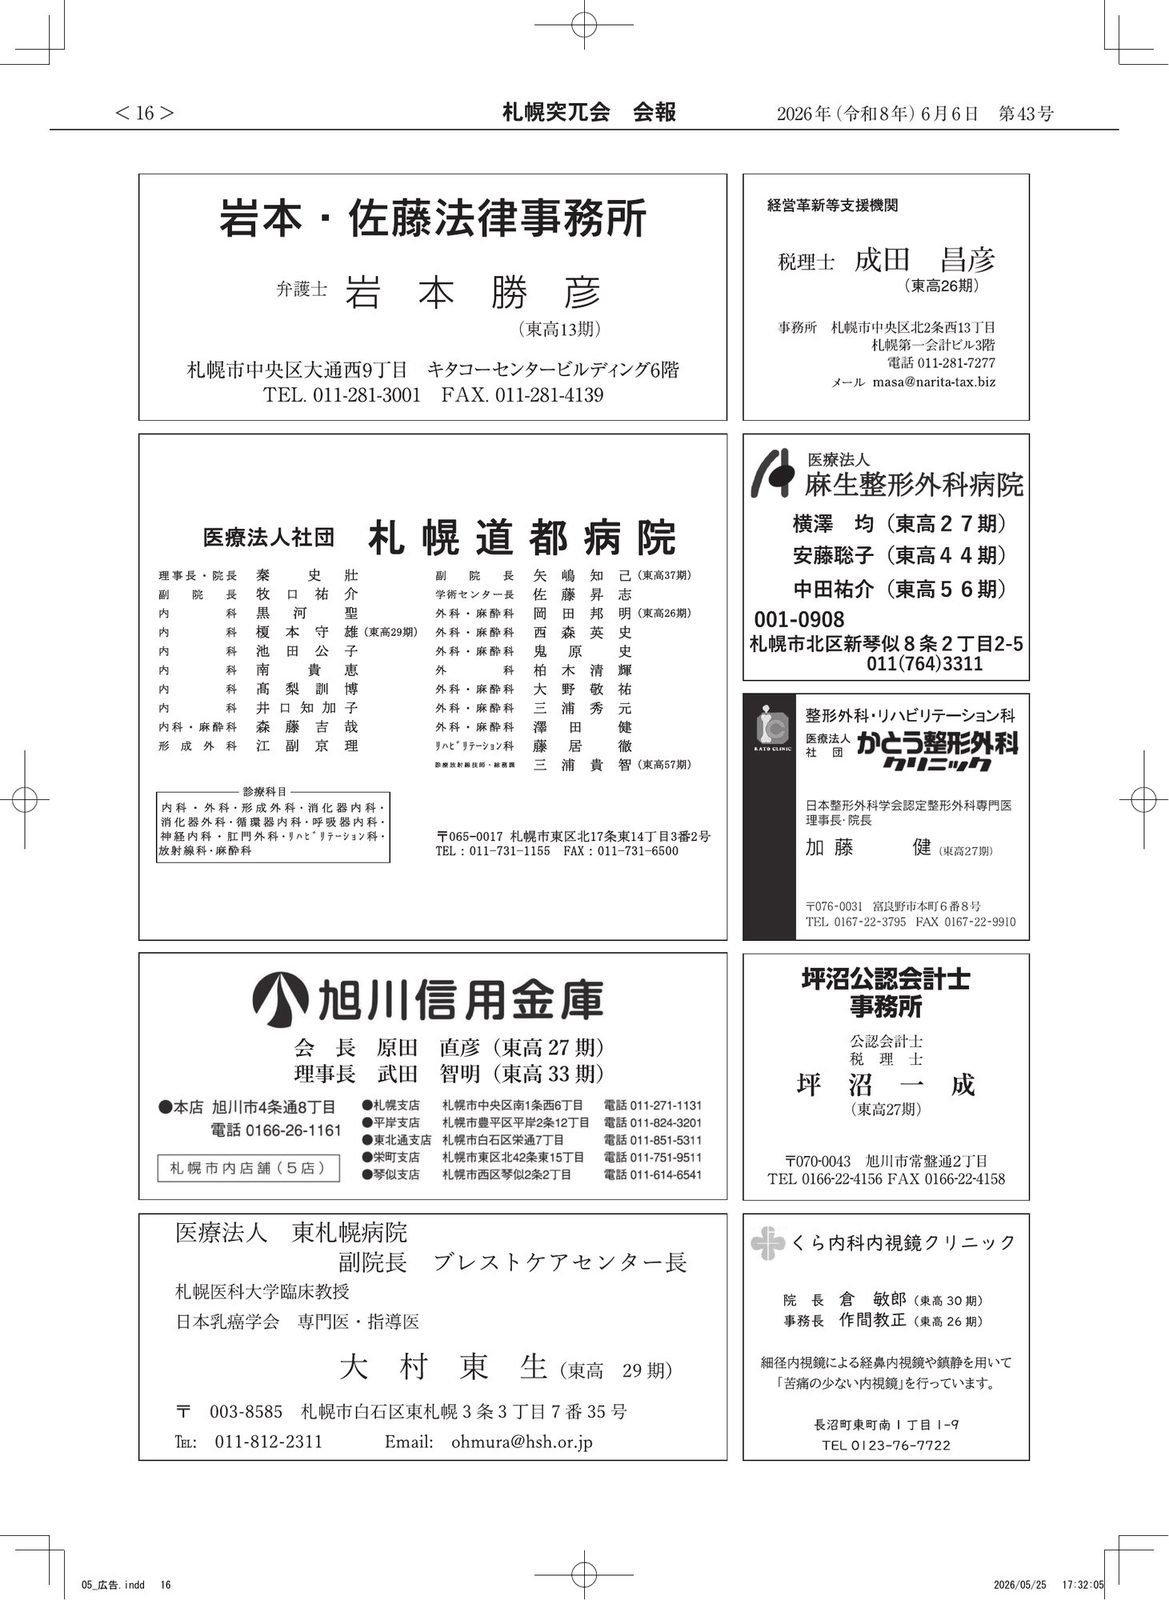 < 16 >
札幌突兀会　会報
2026年（令和8年）6月6日　第43号
岩本・佐藤法律事務所
弁護士　岩本勝彦
（東高13期）
札幌市中央区大通西9丁目　キタコーセンタービルディング6階
TEL. 011-281-3001　FAX. 011-281-4139
経営革新等支援機関
税理士　成田　昌彦
（東高26期）
事務所　札幌市中央区北2条西13丁目
札幌第一会計ビル3階
電話 011-281-7277
メール masa@narita-tax.biz
医療法人社団　札幌道都病院
理事長・院長　秦史壯
副院長　牧口祐介
内科　黒河聖
内科　榎本守雄（東高29期）
内科　池田公子
内科　南貴恵
内科　髙梨訓博
内科　井口知加子
内科・麻酔科　森藤吉哉
形成外科　江副京理
副院長　矢嶋知己（東高37期）
学術センター長　佐藤昇志
外科・麻酔科　岡田邦明（東高26期）
外科・麻酔科　西森英史
外科・麻酔科　鬼原史
外科　柏木清輝
外科・麻酔科　大野敬祐
外科・麻酔科　三浦秀元
外科・麻酔科　澤田健
ﾘﾊﾋﾞﾘﾃｰｼｮﾝ科　藤居徹
診療放射線技師・総務課　三浦貴智（東高57期）
診療科目
内科・外科・形成外科・消化器内科・
消化器外科・循環器内科・呼吸器内科・
神経内科・肛門外科・ﾘﾊﾋﾞﾘﾃｰｼｮﾝ科・
放射線科・麻酔科
〒065-0017 札幌市東区北17条東14丁目3番2号
TEL：011-731-1155　FAX：011-731-6500
医療法人
麻生整形外科病院
横澤　均（東高27期）
安藤聡子（東高44期）
中田祐介（東高56期）
001-0908
札幌市北区新琴似8条2丁目2-5
011(764)3311
KATO CLINIC
整形外科・リハビリテーション科
医療法人社団　かとう整形外科
クリニック
日本整形外科学会認定整形外科専門医
理事長・院長
加藤　健（東高27期）
〒076-0031　富良野市本町6番8号
TEL 0167-22-3795　FAX 0167-22-9910
旭川信用金庫
会　長　原田　直彦（東高27期）
理事長　武田　智明（東高33期）
●本店　旭川市4条通8丁目
電話 0166-26-1161
札幌市内店舗（5店）
●札幌支店　札幌市中央区南1条西6丁目　電話 011-271-1131
●平岸支店　札幌市豊平区平岸2条12丁目　電話 011-824-3201
●東北通支店　札幌市白石区栄通7丁目　電話 011-851-5311
●栄町支店　札幌市東区北42条東15丁目　電話 011-751-9511
●琴似支店　札幌市西区琴似2条2丁目　電話 011-614-6541
坪沼公認会計士
事務所
公認会計士
税理士
坪沼一成
（東高27期）
〒070-0043　旭川市常盤通2丁目
TEL 0166-22-4156 FAX 0166-22-4158
医療法人　東札幌病院
副院長　ブレストケアセンター長
札幌医科大学臨床教授
日本乳癌学会　専門医・指導医
大村東生（東高　29期）
〒　003-8585　札幌市白石区東札幌3条3丁目7番35号
TEL:　011-812-2311　Email:　ohmura@hsh.or.jp
くら内科内視鏡クリニック
院　長　倉　敏郎（東高30期）
事務長　作間教正（東高26期）
細径内視鏡による経鼻内視鏡や鎮静を用いて
「苦痛の少ない内視鏡」を行っています。
長沼町東町南1丁目1-9
TEL 0123-76-7722
05_広告.indd　16
2026/05/25　17:32:05